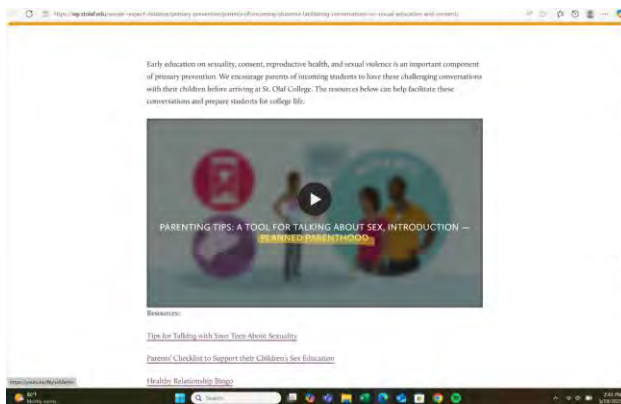 Early education on sexuality, consent, reproductive health, and sexual violence is an important component
of primary prevention. We encourage parents of incoming students to have these challenging conversations
with their children before arriving at St. Olaf College. The resources below can help facilitate these
conversations and prepare students for college life.
PARENTING TIPS: A TOOL FOR TALKING ABOUT SEX, INTRODUCTION —
PLANNED PARENTHOOD
Resources:
Tips for Talking with Your Teen About Sexuality
Parents' Checklist to Support their Children's Sex Education
Healthy Relationship Bingo
Search